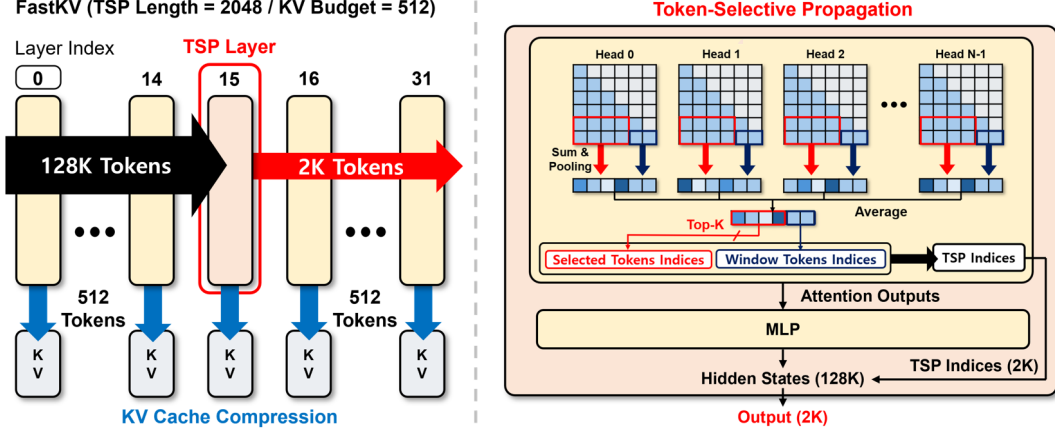 FastKV (TSP Length = 2048 / KV Budget = 512)
Layer Index
TSP Layer
0
14
15
16
31
128K Tokens
2K Tokens
512
Tokens
512
Tokens
K
V
K
V
K
V
K
V
K
V
KV Cache Compression
Token-Selective Propagation
Head 0
Head 1
Head 2
Head N-1
Sum &
Pooling
Average
Top-K
Selected Tokens Indices
Window Tokens Indices
TSP Indices
Attention Outputs
MLP
TSP Indices (2K)
Hidden States (128K)
Output (2K)